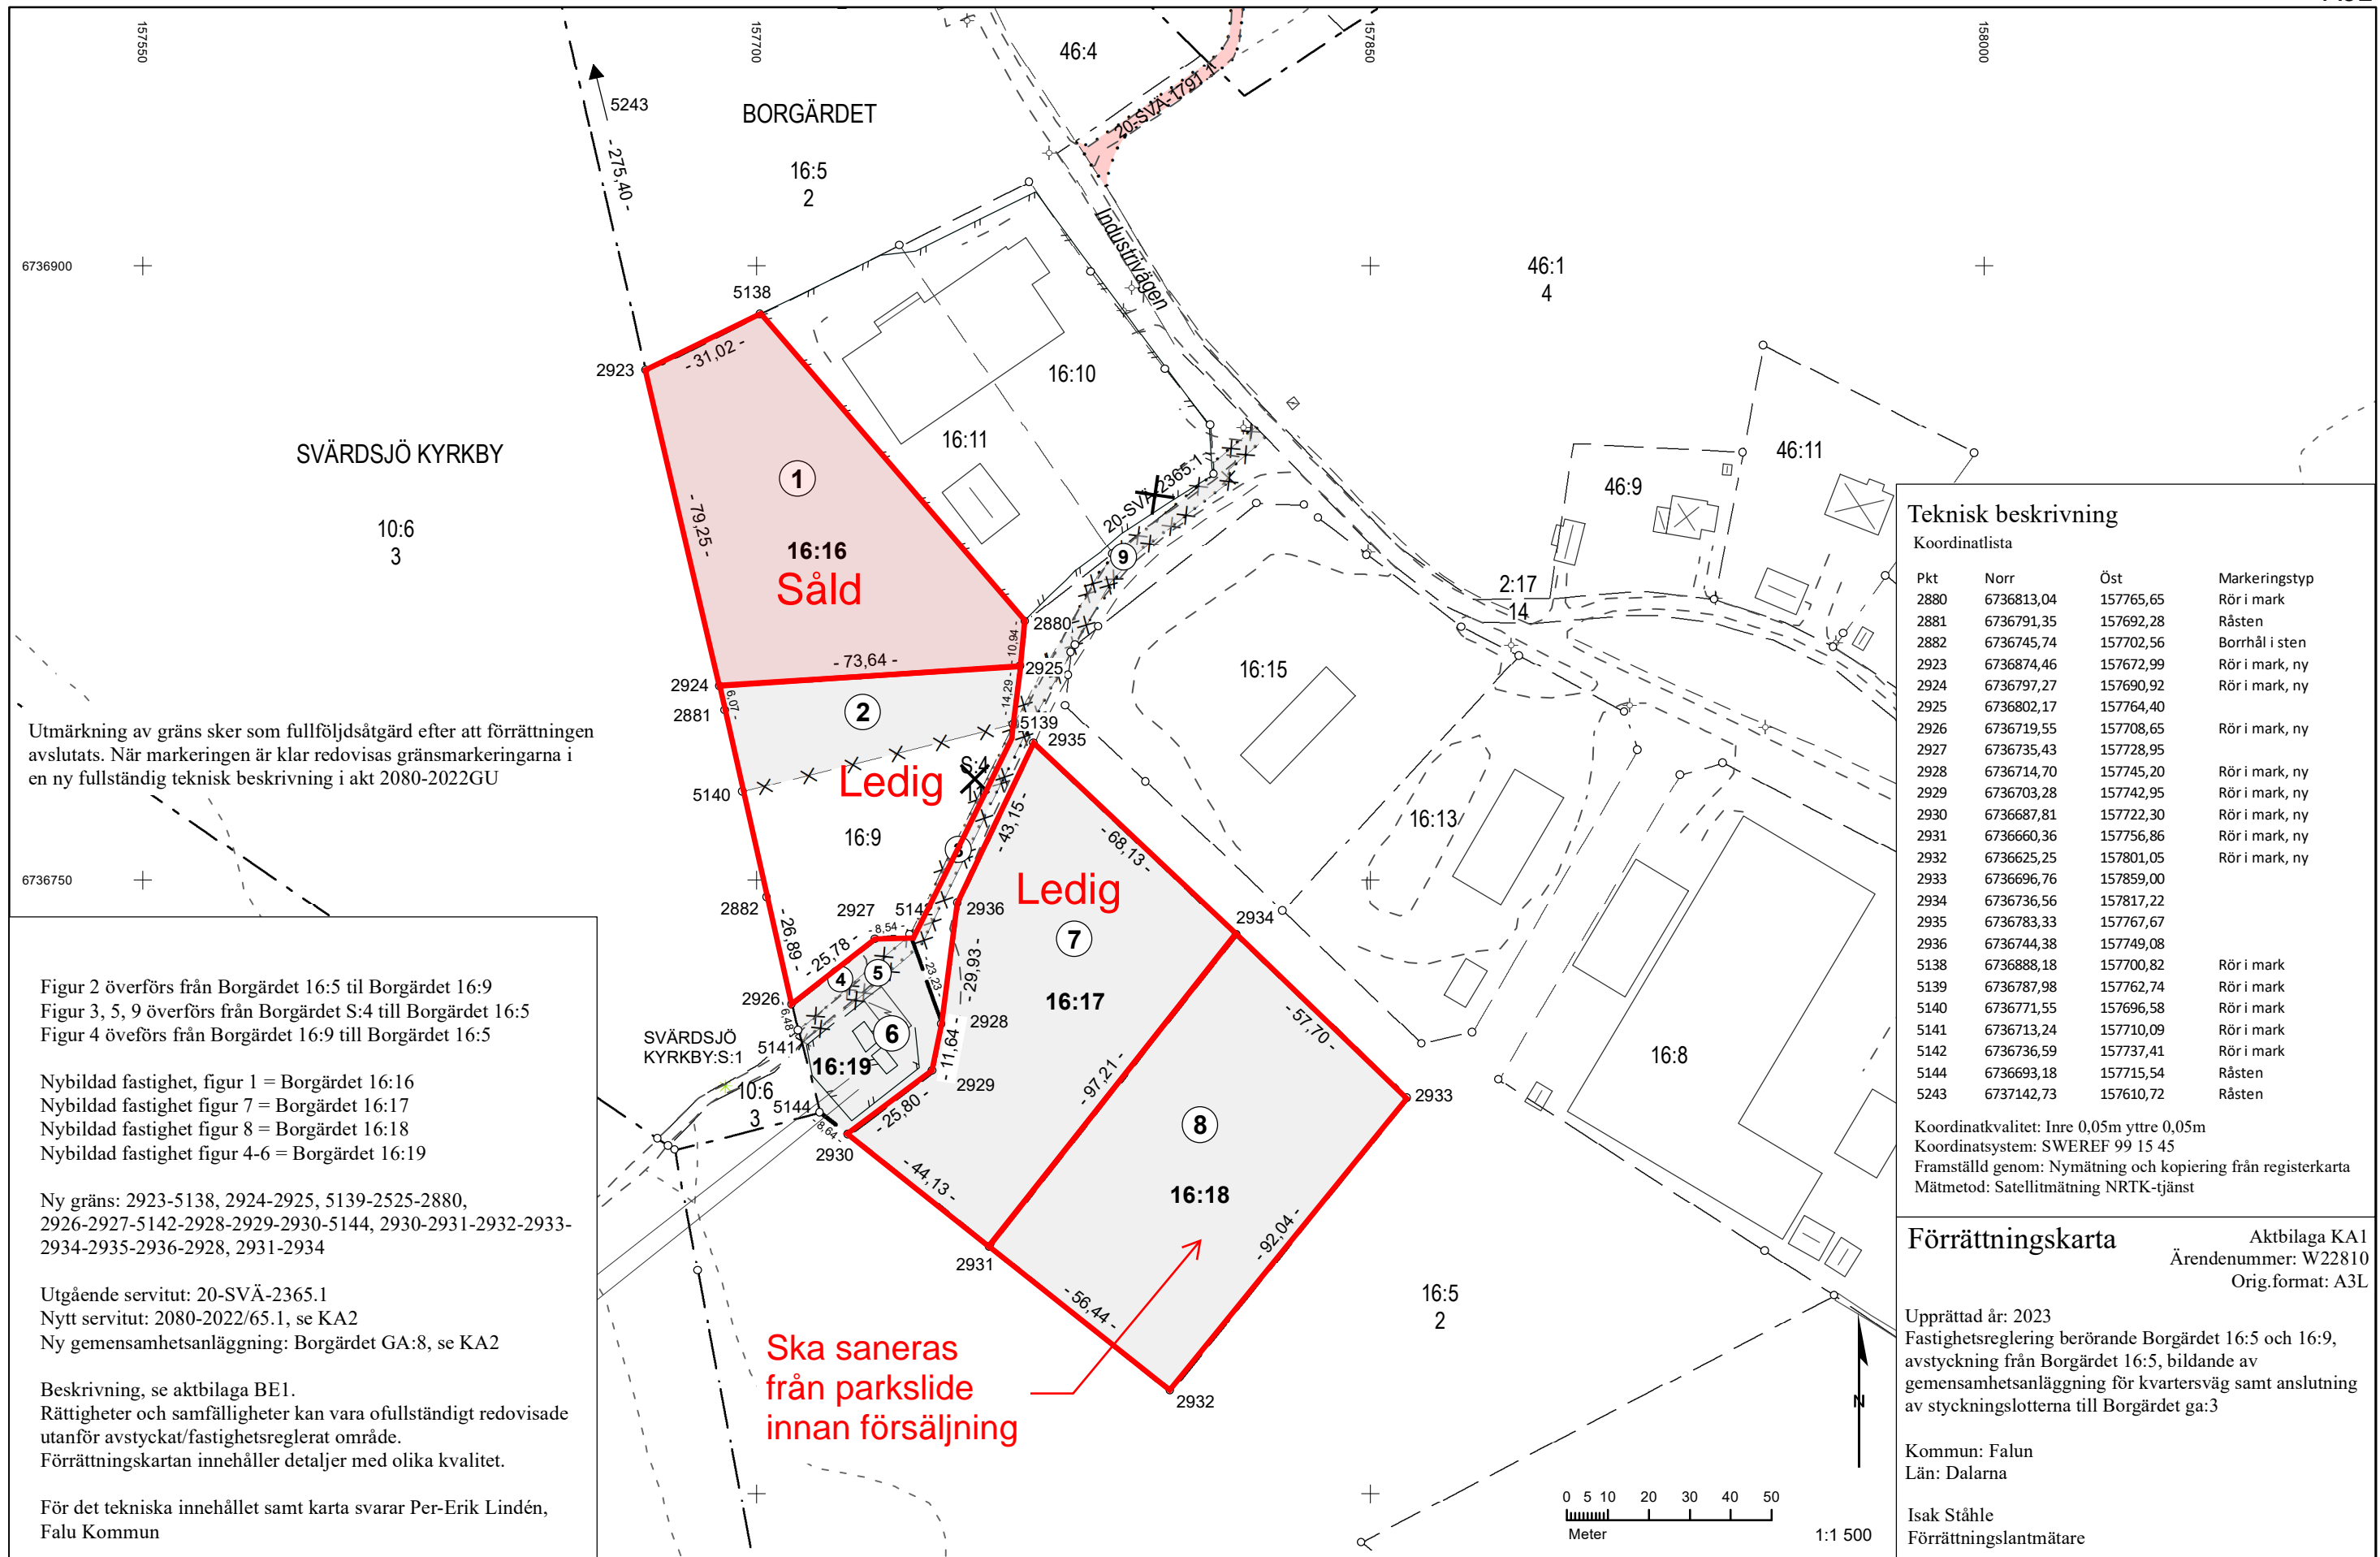 157550
157700
157850
158000
46:4
5243
- 275,40 -
BORGÄRDET
16:5
2
20-SVÄ-1791.1
Industrivägen
6736900
46:1
4
5138
- 31,02 -
2923
16:10
16:11
SVÄRDSJÖ KYRKBY
10:6
3
1
- 79,25 -
16:16
Såld
20-SVÄ-2365.1
9
46:9
46:11
2:17
14
2880
- 10,94 -
- 73,64 -
2925
2924
6,07 -
2881
2
- 14,29 -
5139
2935
16:15
Utmärkning av gräns sker som fullföljdsåtgärd efter att förrättningen
avslutats. När markeringen är klar redovisas gränsmarkeringarna i
en ny fullständig teknisk beskrivning i akt 2080-2022GU
S:4
Ledig
5140
16:9
- 43,15 -
- 68,13 -
16:13
3
6736750
Ledig
2882
2927
2936
2934
- 8,54 -
- 26,89 -
- 25,78 -
7
4
5
- 23,23 -
- 29,93 -
2926
16:17
- 57,70 -
6,48
2928
6
SVÄRDSJÖ
KYRKBY:S:1
5141
16:19
- 11,64 -
16:8
- 97,21 -
2929
10:6
3
5144
- 25,80 -
- 8,64 -
2933
8
2930
- 44,13 -
16:18
- 92,04 -
2931
- 56,44 -
16:5
2
Ska saneras
från parkslide
innan försäljning
2932
Figur 2 överförs från Borgärdet 16:5 til Borgärdet 16:9
Figur 3, 5, 9 överförs från Borgärdet S:4 till Borgärdet 16:5
Figur 4 öveförs från Borgärdet 16:9 till Borgärdet 16:5
Nybildad fastighet, figur 1 = Borgärdet 16:16
Nybildad fastighet figur 7 = Borgärdet 16:17
Nybildad fastighet figur 8 = Borgärdet 16:18
Nybildad fastighet figur 4-6 = Borgärdet 16:19
Ny gräns: 2923-5138, 2924-2925, 5139-2525-2880,
2926-2927-5142-2928-2929-2930-5144, 2930-2931-2932-2933-
2934-2935-2936-2928, 2931-2934
Utgående servitut: 20-SVÄ-2365.1
Nytt servitut: 2080-2022/65.1, se KA2
Ny gemensamhetsanläggning: Borgärdet GA:8, se KA2
Beskrivning, se aktbilaga BE1.
Rättigheter och samfälligheter kan vara ofullständigt redovisade
utanför avstyckat/fastighetsreglerat område.
Förrättningskartan innehåller detaljer med olika kvalitet.
För det tekniska innehållet samt karta svarar Per-Erik Lindén,
Falu Kommun
Teknisk beskrivning
Koordinatlista
Pkt Norr Öst Markeringstyp
2880 6736813,04 157765,65 Rör i mark
2881 6736791,35 157692,28 Råsten
2882 6736745,74 157702,56 Borrhål i sten
2923 6736874,46 157672,99 Rör i mark, ny
2924 6736797,27 157690,92 Rör i mark, ny
2925 6736802,17 157764,40
2926 6736719,55 157708,65 Rör i mark, ny
2927 6736735,43 157728,95
2928 6736714,70 157745,20 Rör i mark, ny
2929 6736703,28 157742,95 Rör i mark, ny
2930 6736687,81 157722,30 Rör i mark, ny
2931 6736660,36 157756,86 Rör i mark, ny
2932 6736625,25 157801,05 Rör i mark, ny
2933 6736696,76 157859,00
2934 6736736,56 157817,22
2935 6736783,33 157767,67
2936 6736744,38 157749,08
5138 6736888,18 157700,82 Rör i mark
5139 6736787,98 157762,74 Rör i mark
5140 6736771,55 157696,58 Rör i mark
5141 6736713,24 157710,09 Rör i mark
5142 6736736,59 157737,41 Rör i mark
5144 6736693,18 157715,54 Råsten
5243 6737142,73 157610,72 Råsten
Koordinatkvalitet: Inre 0,05m yttre 0,05m
Koordinatsystem: SWEREF 99 15 45
Framställd genom: Nymätning och kopiering från registerkarta
Mätmetod: Satellitmätning NRTK-tjänst
Förrättningskarta
Aktbilaga KA1
Ärendenummer: W22810
Orig.format: A3L
Upprättad år: 2023
Fastighetsreglering berörande Borgärdet 16:5 och 16:9,
avstyckning från Borgärdet 16:5, bildande av
gemensamhetsanläggning för kvartersväg samt anslutning
av styckningslotterna till Borgärdet ga:3
Kommun: Falun
Län: Dalarna
Isak Ståhle
Förrättningslantmätare
N
0 5 10 20 30 40 50
Meter
1:1 500